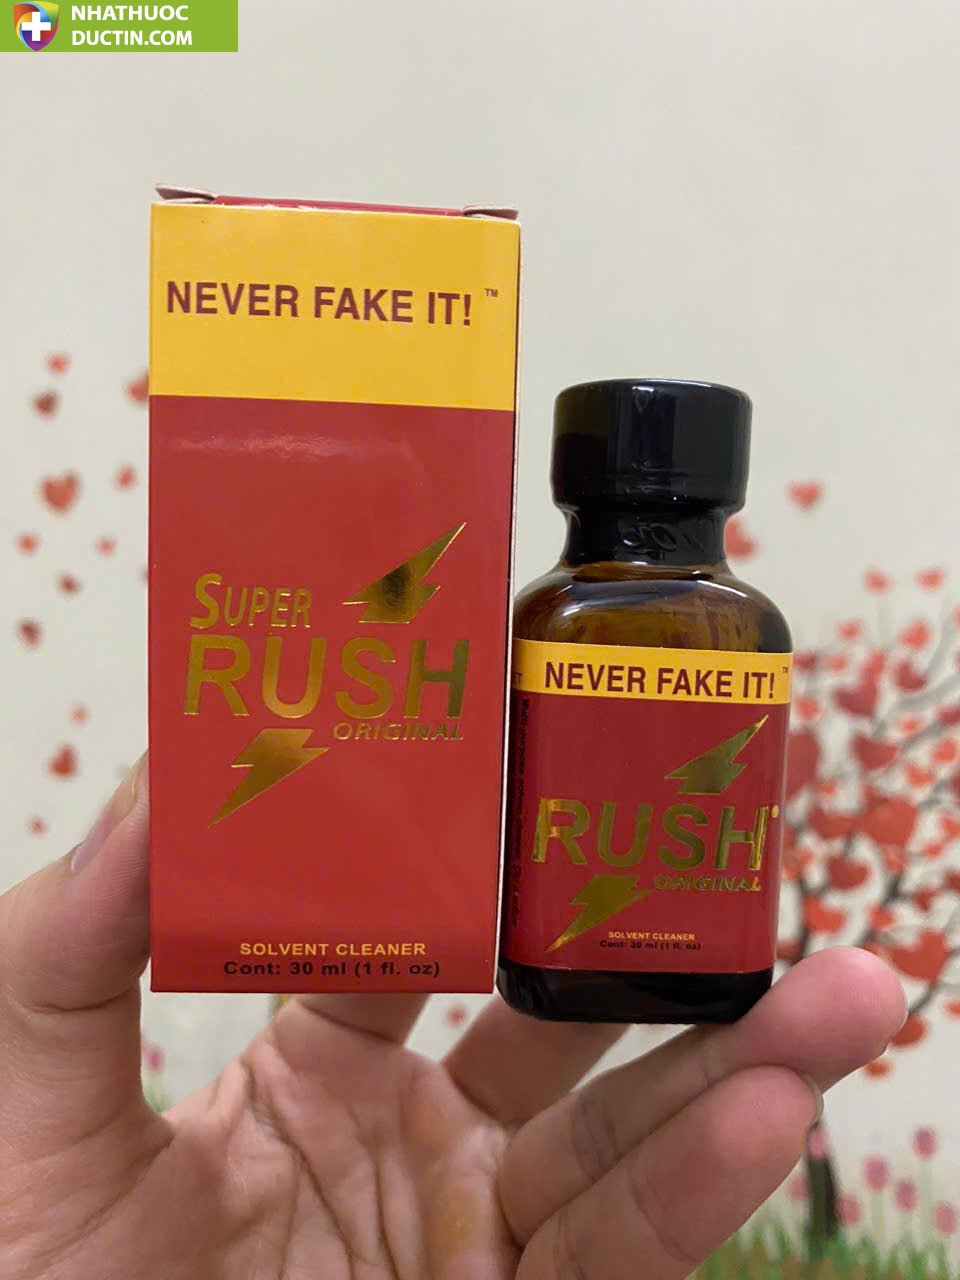 NHATHUOC
DUCTIN.COM
NEVER FAKE IT! ™
SUPER
RUSH
ORIGINAL
SOLVENT CLEANER
Cont: 30 ml (1 fl. oz)
NEVER FAKE IT! ™
RUSH
ORIGINAL
SOLVENT CLEANER
Cont: 30 ml (1 fl. oz)